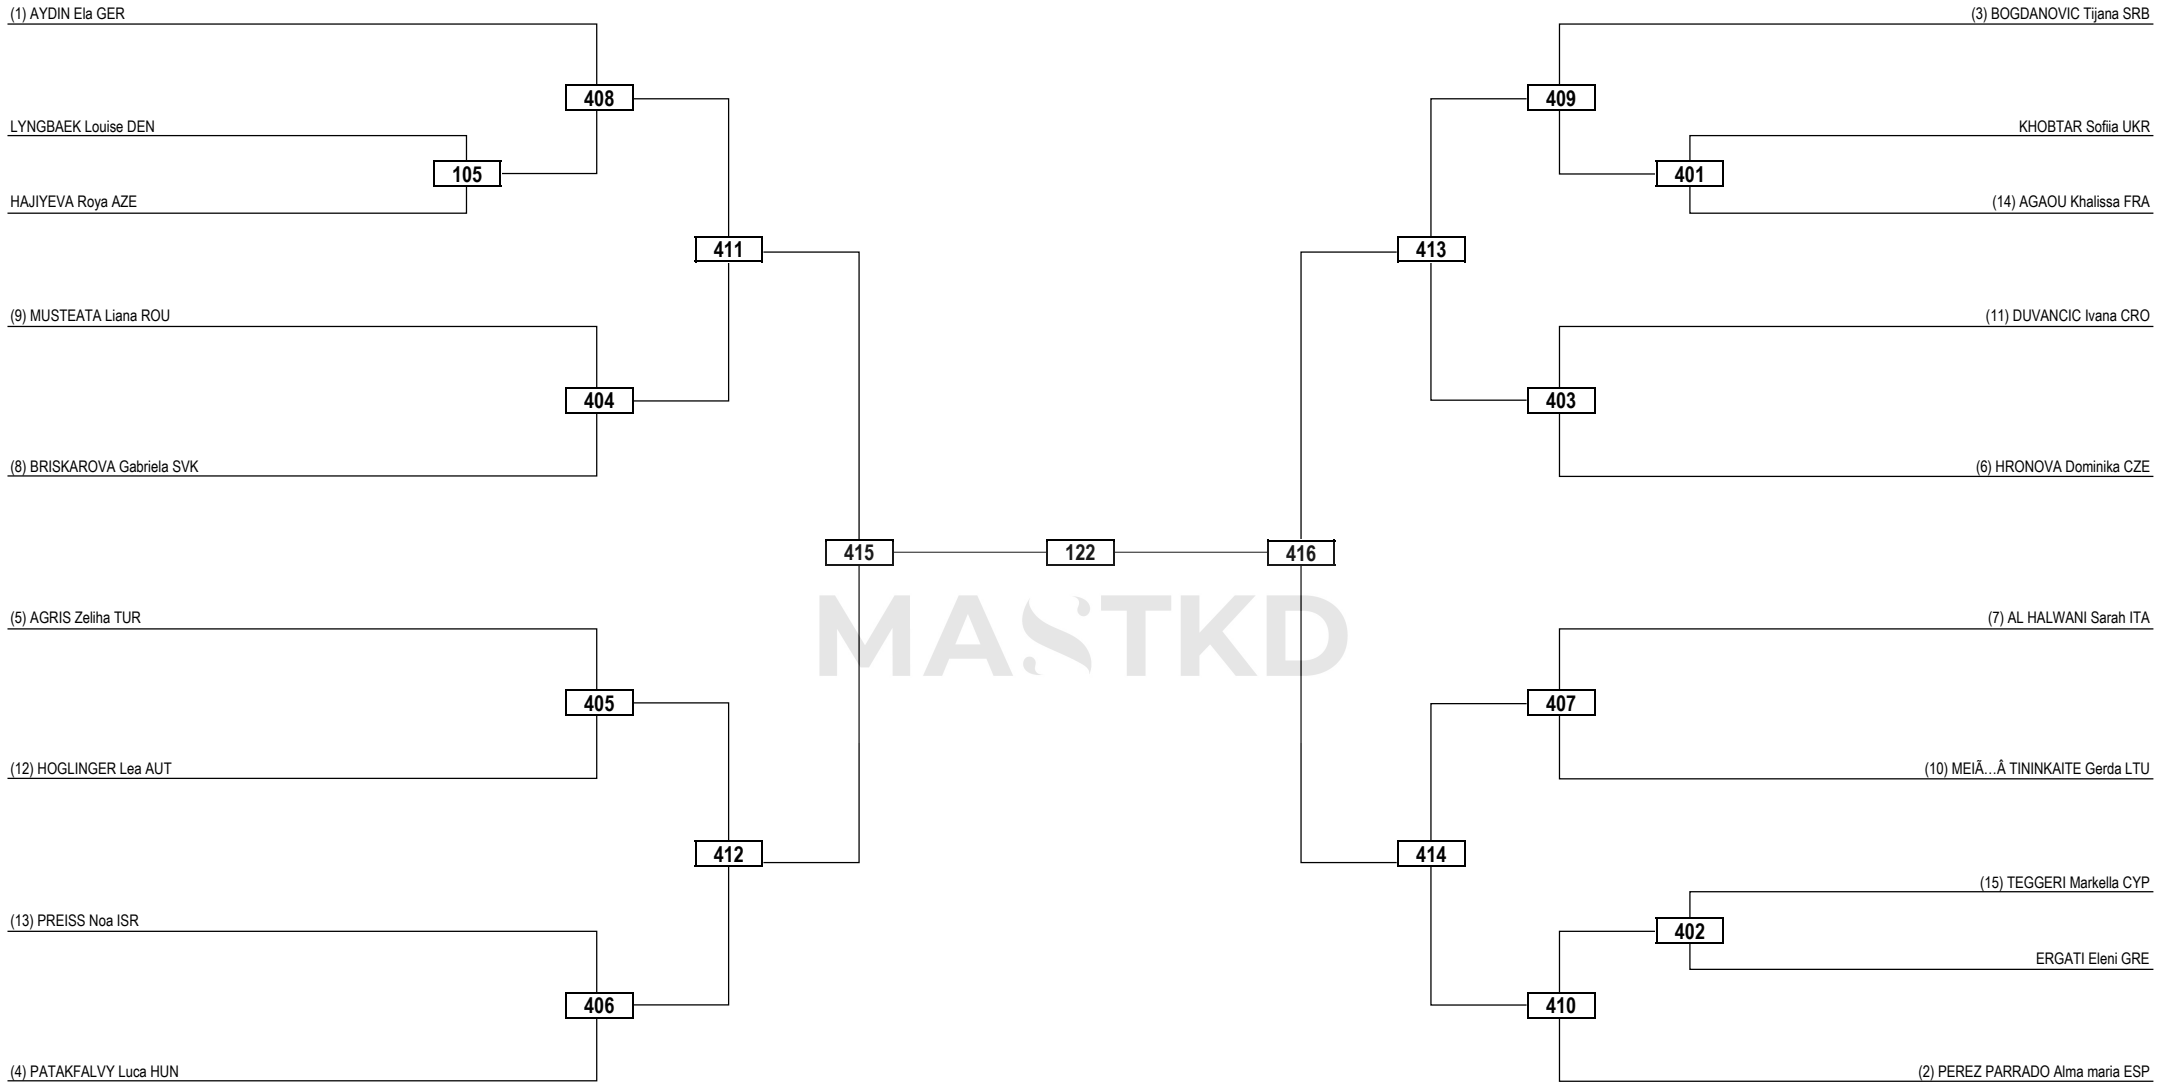 (1) AYDIN Ela GER
408
LYNGBAEK Louise DEN
105
HAJIYEVA Roya AZE
411
(9) MUSTEATA Liana ROU
404
(8) BRISKAROVA Gabriela SVK
415
(5) AGRIS Zeliha TUR
405
(12) HOGLINGER Lea AUT
412
(13) PREISS Noa ISR
406
(4) PATAKFALVY Luca HUN
122
MASTKD
(3) BOGDANOVIC Tijana SRB
409
KHOBTAR Sofiia UKR
401
(14) AGAOU Khalissa FRA
413
(11) DUVANCIC Ivana CRO
403
(6) HRONOVA Dominika CZE
416
(7) AL HALWANI Sarah ITA
407
(10) MEIÃ…Â TININKAITE Gerda LTU
414
(15) TEGGERI Markella CYP
402
ERGATI Eleni GRE
410
(2) PEREZ PARRADO Alma maria ESP